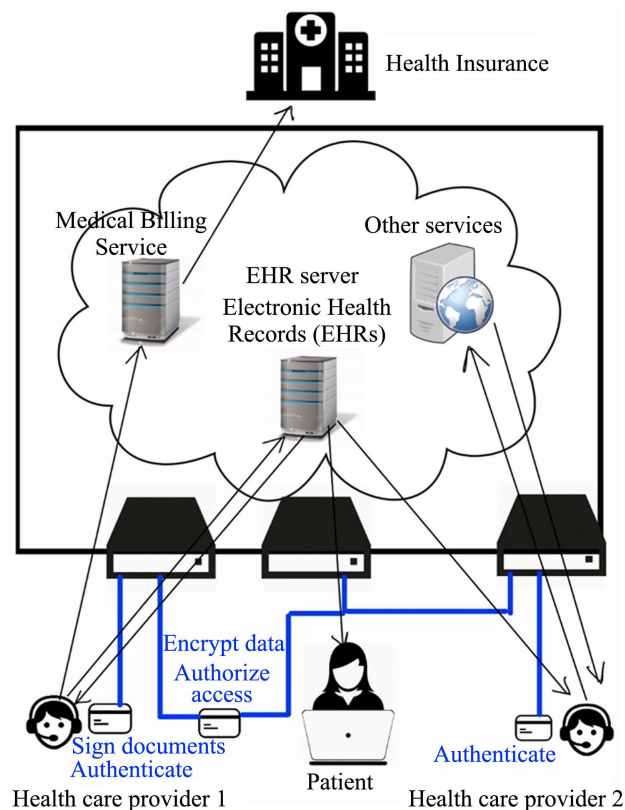 Health Insurance
Medical Billing
Service
Other services
EHR server
Electronic Health
Records (EHRs)
Encrypt data
Authorize
access
Sign documents
Authenticate
Authenticate
Patient
Health care provider 1
Health care provider 2